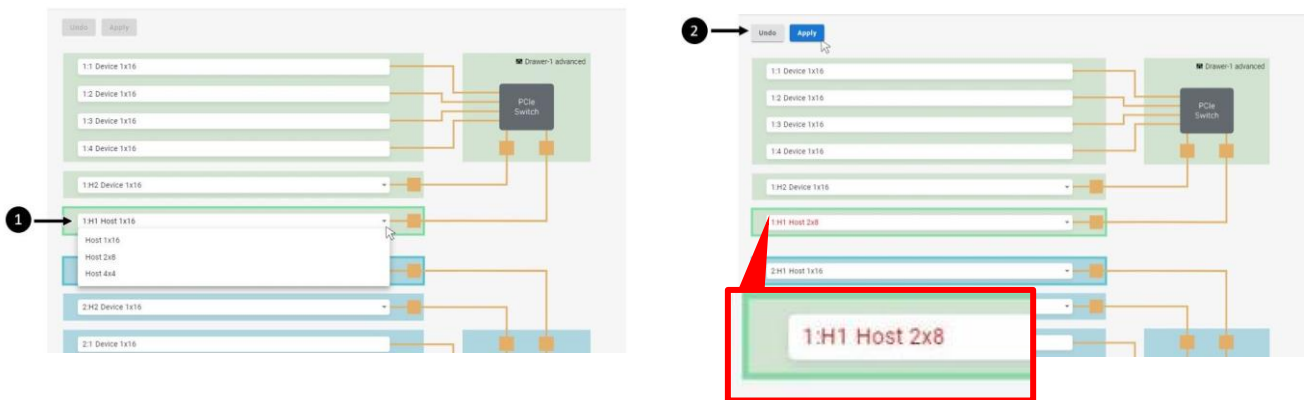 Undo Apply
Drawer-1 advanced
1:1 Device 1x16
1:2 Device 1x16
PCIe
Switch
1:3 Device 1x16
1:4 Device 1x16
1:H2 Device 1x16
1
1:H1 Host 1x16
Host 1x16
Host 2x8
Host 4x4
2:H2 Device 1x16
2:1 Device 1x16
2
Undo Apply
Drawer-1 advanced
1:1 Device 1x16
1:2 Device 1x16
PCIe
Switch
1:3 Device 1x16
1:4 Device 1x16
1:H2 Device 1x16
1:H1 Host 2x8
2:H1 Host 1x16
1:H1 Host 2x8